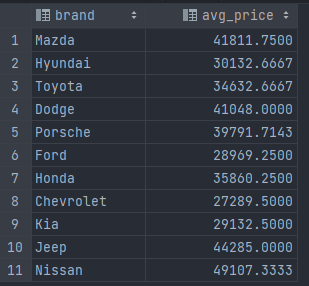 brand avg_price
1 Mazda 41811.7500
2 Hyundai 30132.6667
3 Toyota 34632.6667
4 Dodge 41048.0000
5 Porsche 39791.7143
6 Ford 28969.2500
7 Honda 35860.2500
8 Chevrolet 27289.5000
9 Kia 29132.5000
10 Jeep 44285.0000
11 Nissan 49107.3333